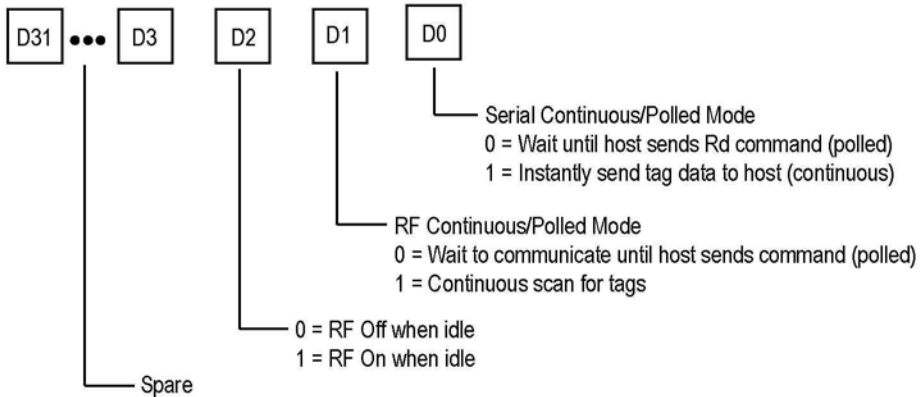 D31 ••• D3 D2 D1 D0
Serial Continuous/Polled Mode
0 = Wait until host sends Rd command (polled)
1 = Instantly send tag data to host (continuous)
RF Continuous/Polled Mode
0 = Wait to communicate until host sends command (polled)
1 = Continuous scan for tags
0 = RF Off when idle
1 = RF On when idle
Spare